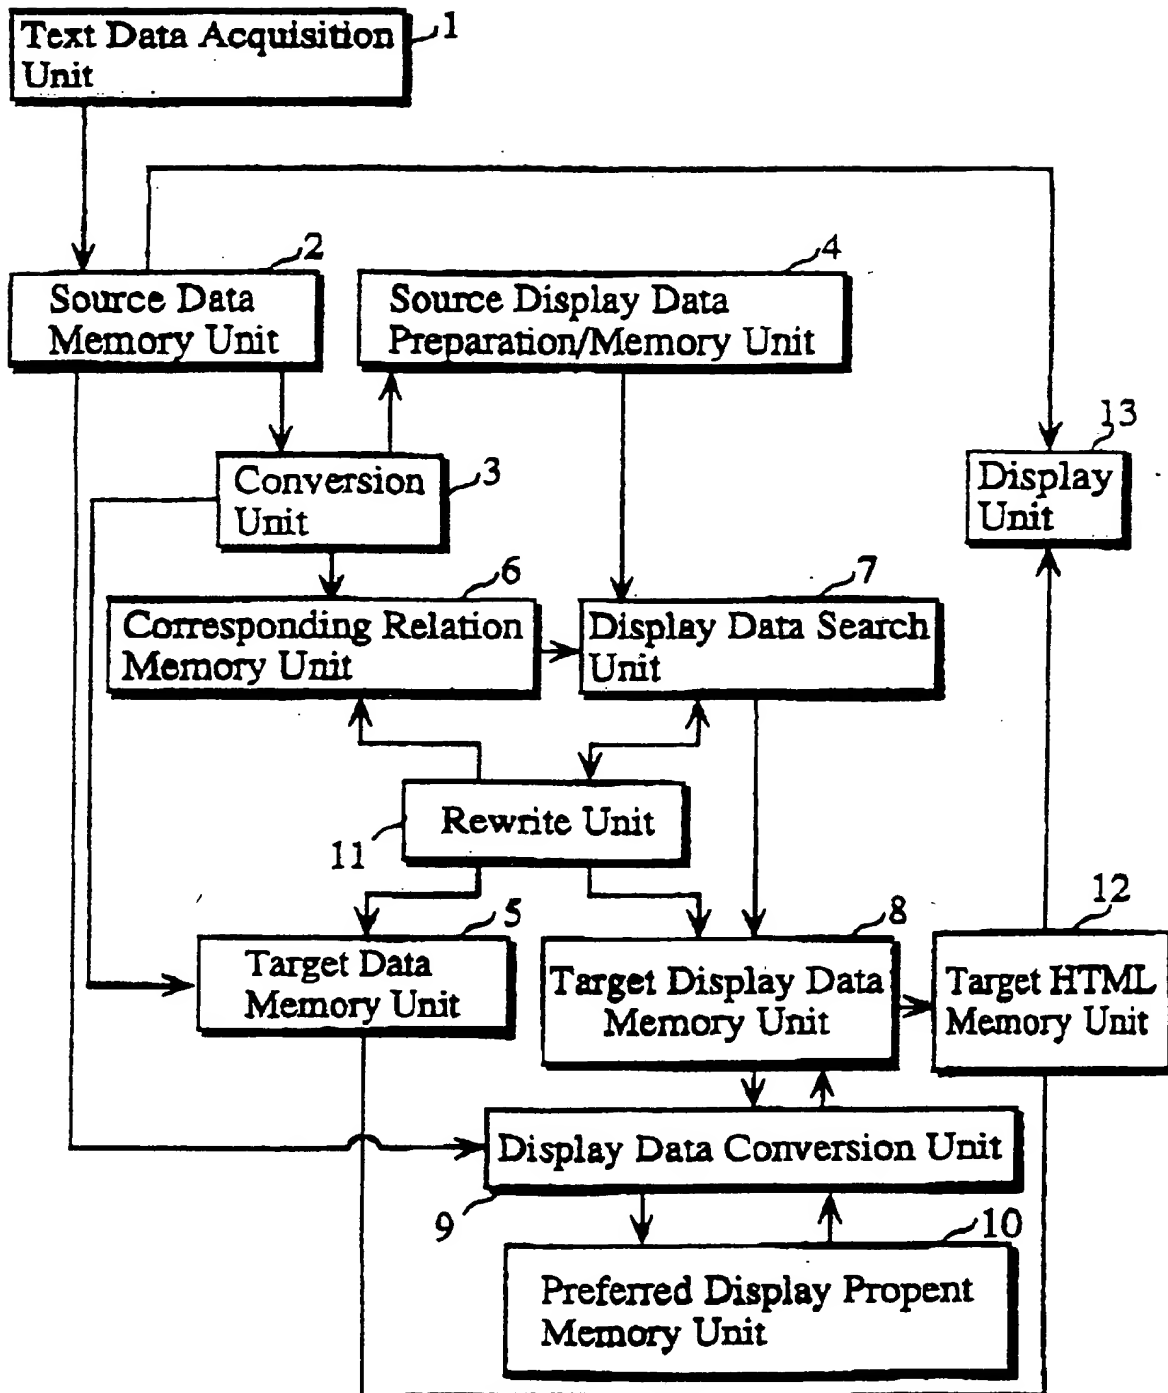 Text Data Acquisition
Unit
1
2
Source Data
Memory Unit
4
Source Display Data
Preparation/Memory Unit
13
Display
Unit
Conversion
Unit
3
6
Corresponding Relation
Memory Unit
7
Display Data Search
Unit
Rewrite Unit
11
5
Target Data
Memory Unit
8
Target Display Data
Memory Unit
12
Target HTML
Memory Unit
Display Data Conversion Unit
9
10
Preferred Display Propent
Memory Unit